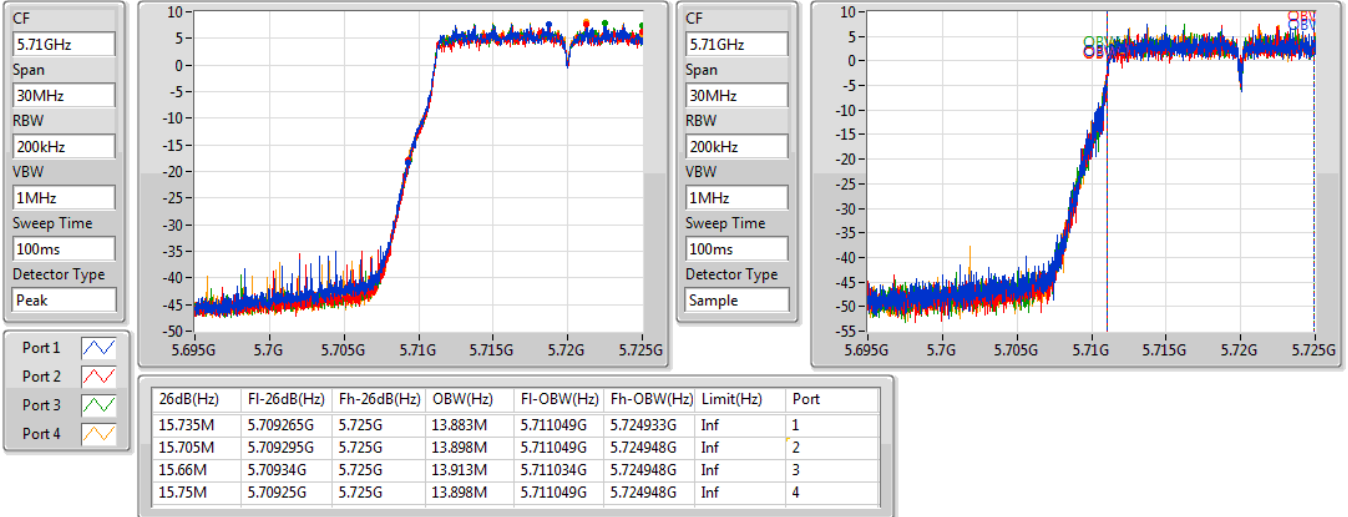 CF
5.71GHz
Span
30MHz
RBW
200kHz
VBW
1MHz
Sweep Time
100ms
Detector Type
Peak
10
5
0
-5
-10
-15
-20
-25
-30
-35
-40
-45
-50
5.695G 5.7G 5.705G 5.71G 5.715G 5.72G 5.725G
CF
5.71GHz
Span
30MHz
RBW
200kHz
VBW
1MHz
Sweep Time
100ms
Detector Type
Sample
10
5
0
-5
-10
-15
-20
-25
-30
-35
-40
-45
-50
-55
5.695G 5.7G 5.705G 5.71G 5.715G 5.72G 5.725G
Port 1
Port 2
Port 3
Port 4
26dB(Hz) Fl-26dB(Hz) Fh-26dB(Hz) OBW(Hz) Fl-OBW(Hz) Fh-OBW(Hz) Limit(Hz) Port
15.735M 5.709265G 5.725G 13.883M 5.711049G 5.724933G Inf 1
15.705M 5.709295G 5.725G 13.898M 5.711049G 5.724948G Inf 2
15.66M 5.70934G 5.725G 13.913M 5.711034G 5.724948G Inf 3
15.75M 5.70925G 5.725G 13.898M 5.711049G 5.724948G Inf 4